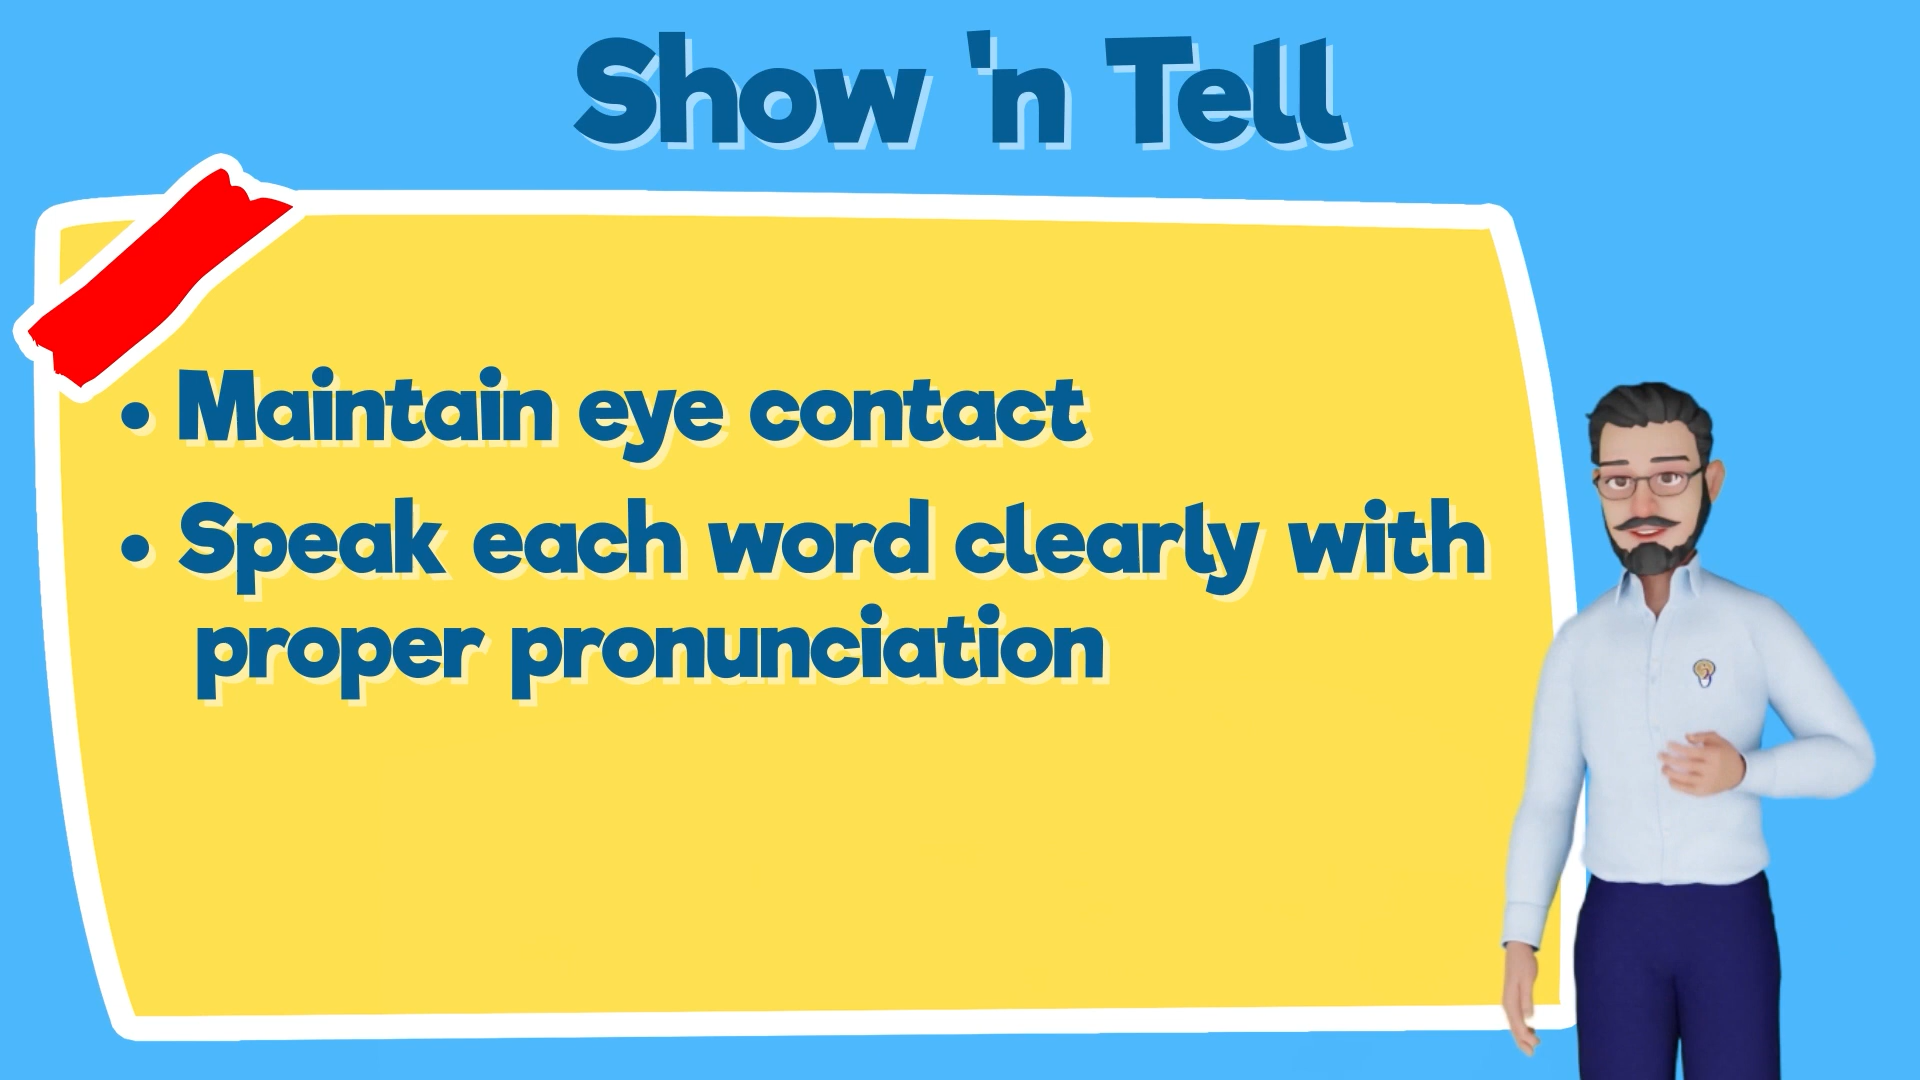 Show 'n Tell
• Maintain eye contact
• Speak each word clearly with
proper pronunciation